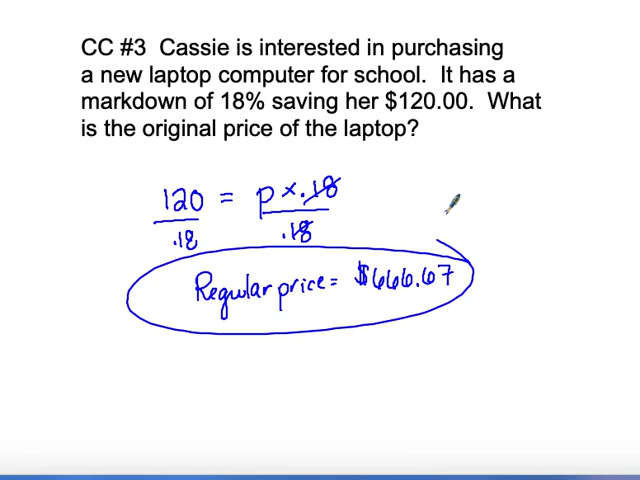 CC #3 Cassie is interested in purchasing
a new laptop computer for school. It has a
markdown of 18% saving her $120.00. What
is the original price of the laptop?
120 = p × .18
.18 .18
Regular price = $666.67